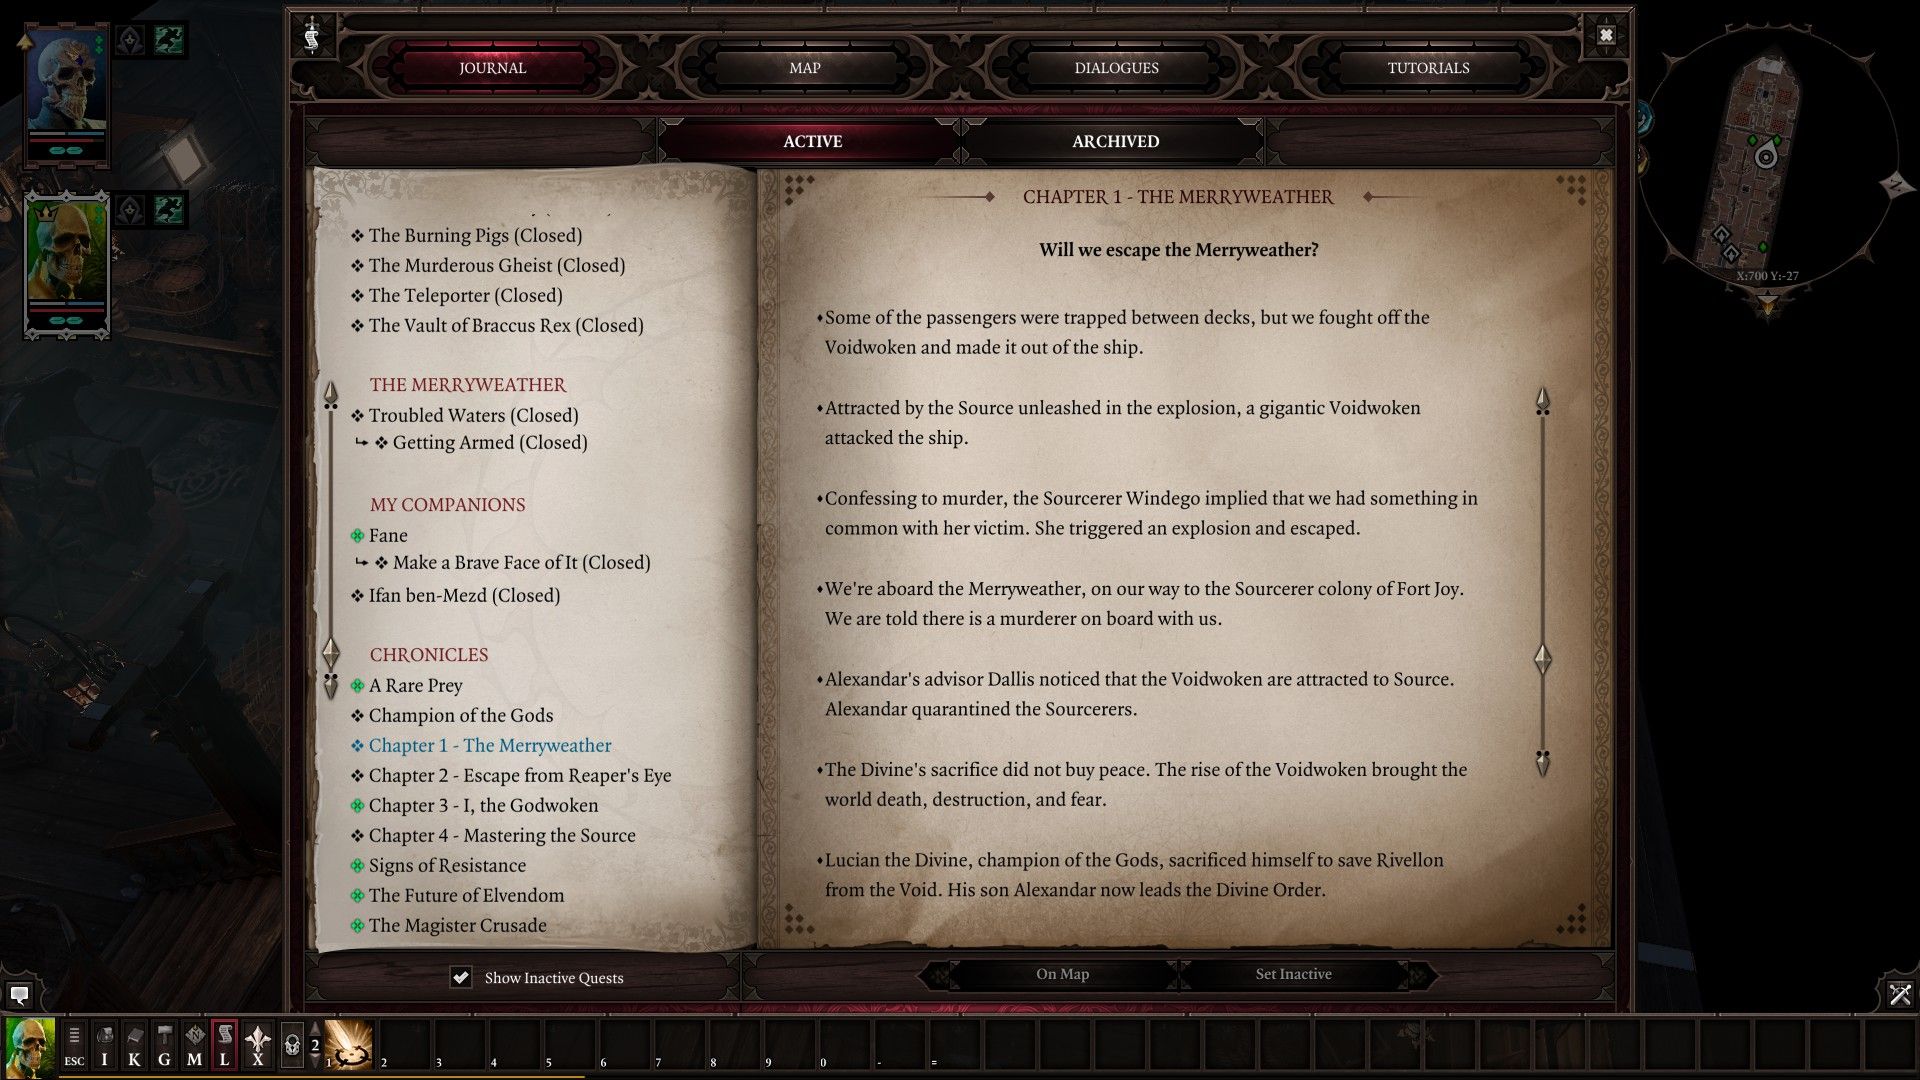 JOURNAL
MAP
DIALOGUES
TUTORIALS
ACTIVE
ARCHIVED
The Burning Pigs (Closed)
The Murderous Gheist (Closed)
The Teleporter (Closed)
The Vault of Braccus Rex (Closed)
THE MERRYWEATHER
Troubled Waters (Closed)
Getting Armed (Closed)
MY COMPANIONS
Fane
Make a Brave Face of It (Closed)
Ifan ben-Mezd (Closed)
CHRONICLES
A Rare Prey
Champion of the Gods
Chapter 1 - The Merryweather
Chapter 2 - Escape from Reaper's Eye
Chapter 3 - I, the Godwoken
Chapter 4 - Mastering the Source
Signs of Resistance
The Future of Elvendom
The Magister Crusade
Show Inactive Quests
CHAPTER 1 - THE MERRYWEATHER
Will we escape the Merryweather?
Some of the passengers were trapped between decks, but we fought off the
Voidwoken and made it out of the ship.
Attracted by the Source unleashed in the explosion, a gigantic Voidwoken
attacked the ship.
Confessing to murder, the Sourcerer Windego implied that we had something in
common with her victim. She triggered an explosion and escaped.
We're aboard the Merryweather, on our way to the Sourcerer colony of Fort Joy.
We are told there is a murderer on board with us.
Alexandar's advisor Dallis noticed that the Voidwoken are attracted to Source.
Alexandar quarantined the Sourcerers.
The Divine's sacrifice did not buy peace. The rise of the Voidwoken brought the
world death, destruction, and fear.
Lucian the Divine, champion of the Gods, sacrificed himself to save Rivellon
from the Void. His son Alexandar now leads the Divine Order.
On Map
Set Inactive
X:700 Y:-27
ESC I K G M L X 2 1 2 3 4 5 6 7 8 9 0 - =